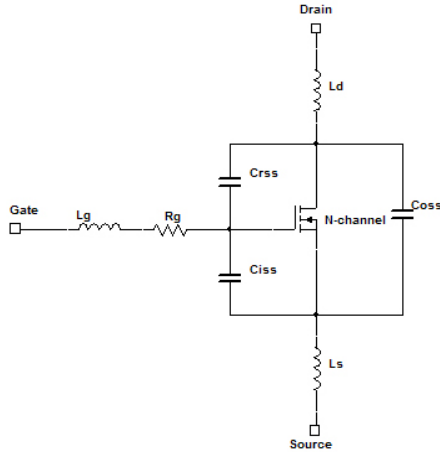 Drain
Ld
Crss
Gate
Lg
Rg
N-channel
Coss
Ciss
Ls
Source